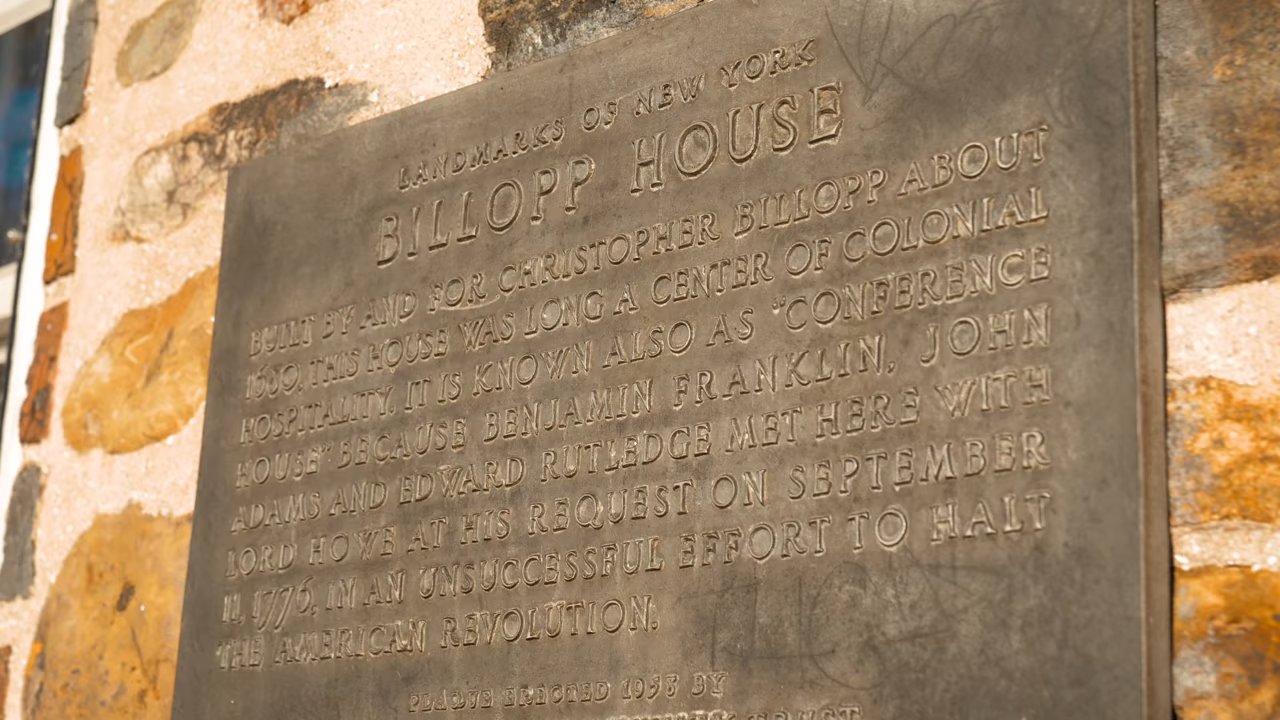 LANDMARKS OF NEW YORK
BILLOPP HOUSE
BUILT BY AND FOR CHRISTOPHER BILLOPP ABOUT
1680, THIS HOUSE WAS LONG A CENTER OF COLONIAL
HOSPITALITY. IT IS KNOWN ALSO AS "CONFERENCE
HOUSE" BECAUSE BENJAMIN FRANKLIN, JOHN
ADAMS AND EDWARD RUTLEDGE MET HERE WITH
LORD HOWE AT HIS REQUEST ON SEPTEMBER
11, 1776, IN AN UNSUCCESSFUL EFFORT TO HALT
THE AMERICAN REVOLUTION.
PLAQUE ERECTED 1958 BY
TRUST